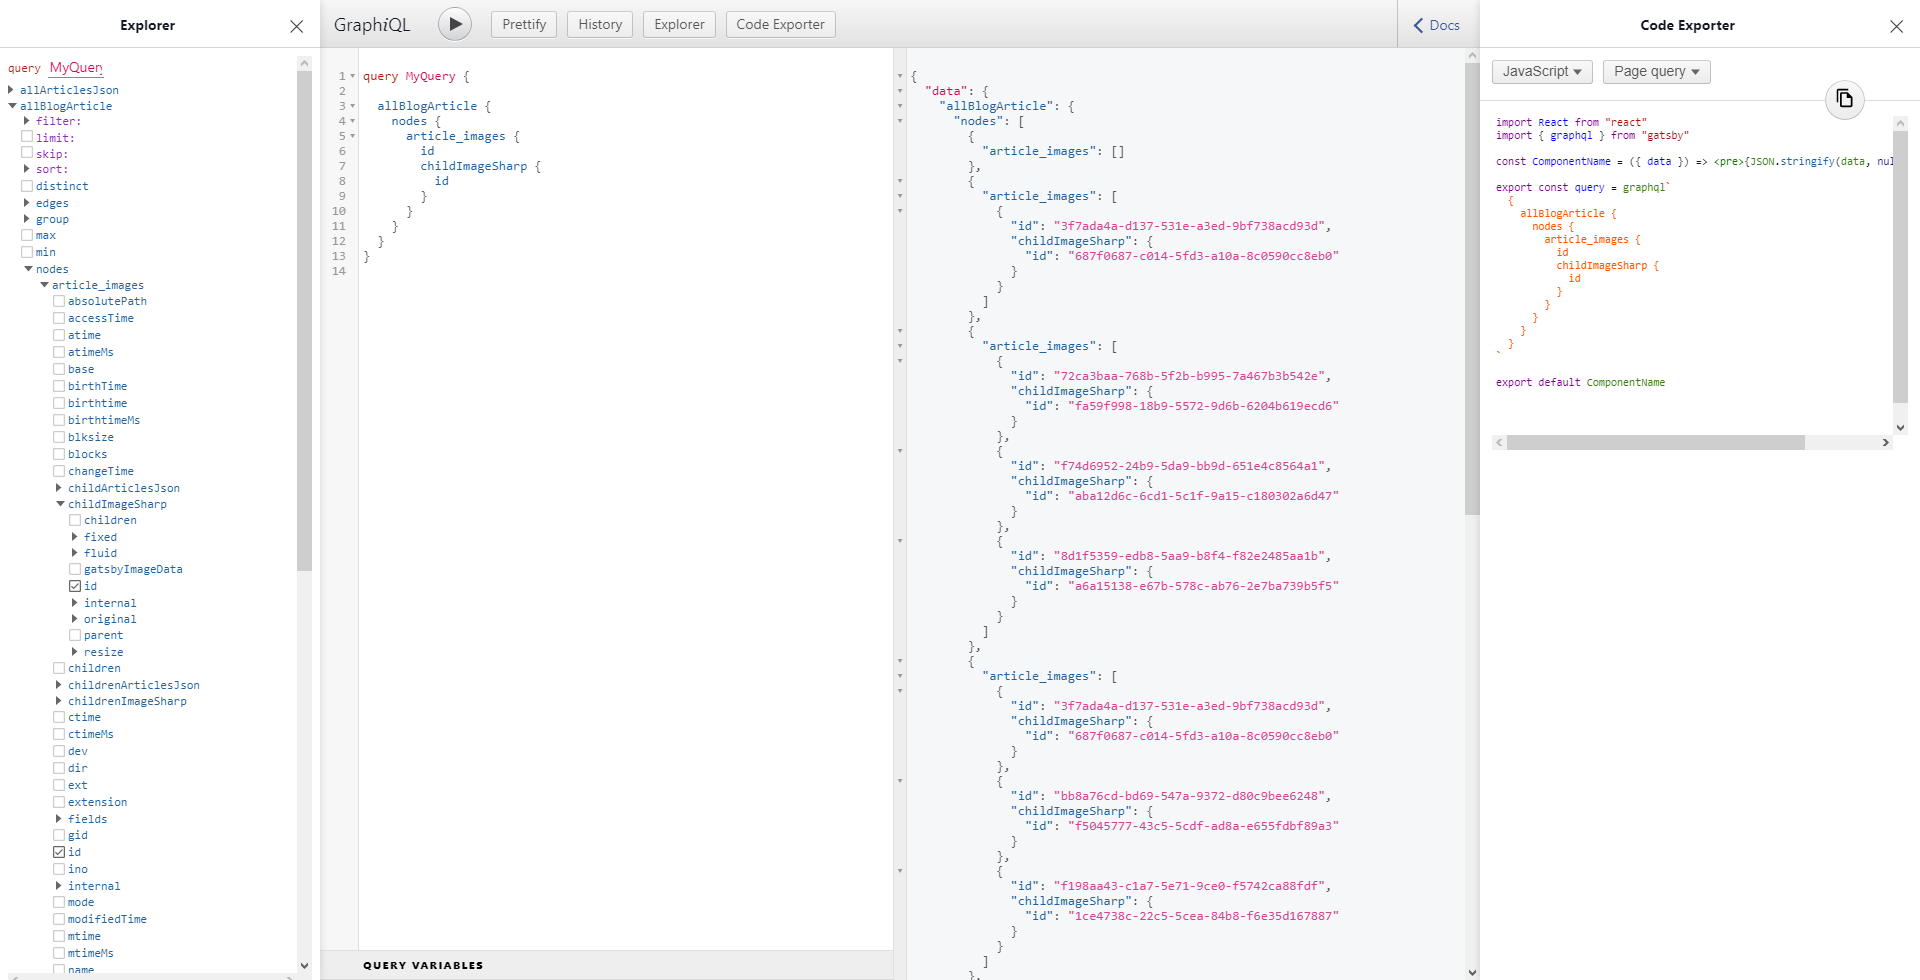 Explorer
query MyQuery
allArticlesJson
allBlogArticle
filter:
limit:
skip:
sort:
distinct
edges
group
max
min
nodes
article_images
absolutePath
accessTime
atime
atimeMs
base
birthTime
birthtime
birthtimeMs
blksize
blocks
changeTime
childArticlesJson
childImageSharp
children
fixed
fluid
gatsbyImageData
id
internal
original
parent
resize
children
childrenArticlesJson
childrenImageSharp
ctime
ctimeMs
dev
dir
ext
extension
fields
gid
id
ino
internal
mode
modifiedTime
mtime
mtimeMs
name
GraphiQL
Prettify
History
Explorer
Code Exporter
Docs
1 query MyQuery {
2
3 allBlogArticle {
4 nodes {
5 article_images {
6 id
7 childImageSharp {
8 id
9 }
10 }
11 }
12 }
13 }
14
QUERY VARIABLES
{
"data": {
"allBlogArticle": {
"nodes": [
{
"article_images": []
},
{
"article_images": [
{
"id": "3f7ada4a-d137-531e-a3ed-9bf738acd93d",
"childImageSharp": {
"id": "687f0687-c014-5fd3-a10a-8c0590cc8eb0"
}
}
]
},
{
"article_images": [
{
"id": "72ca3baa-768b-5f2b-b995-7a467b3b542e",
"childImageSharp": {
"id": "fa59f998-18b9-5572-9d6b-6204b619ecd6"
}
},
{
"id": "f74d6952-24b9-5da9-bb9d-651e4c8564a1",
"childImageSharp": {
"id": "aba12d6c-6cd1-5c1f-9a15-c180302a6d47"
}
},
{
"id": "8d1f5359-edb8-5aa9-b8f4-f82e2485aa1b",
"childImageSharp": {
"id": "a6a15138-e67b-578c-ab76-2e7ba739b5f5"
}
}
]
},
{
"article_images": [
{
"id": "3f7ada4a-d137-531e-a3ed-9bf738acd93d",
"childImageSharp": {
"id": "687f0687-c014-5fd3-a10a-8c0590cc8eb0"
}
},
{
"id": "bb8a76cd-bd69-547a-9372-d80c9bee6248",
"childImageSharp": {
"id": "f5045777-43c5-5cdf-ad8a-e655fdbf89a3"
}
},
{
"id": "f198aa43-c1a7-5e71-9ce0-f5742ca88fdf",
"childImageSharp": {
"id": "1ce4738c-22c5-5cea-84b8-f6e35d167887"
}
}
]
},
Code Exporter
JavaScript
Page query
import React from "react"
import { graphql } from "gatsby"
const ComponentName = ({ data }) => <pre>{JSON.stringify(data, nul
export const query = graphql`
{
allBlogArticle {
nodes {
article_images {
id
childImageSharp {
id
}
}
}
}
}
`
export default ComponentName